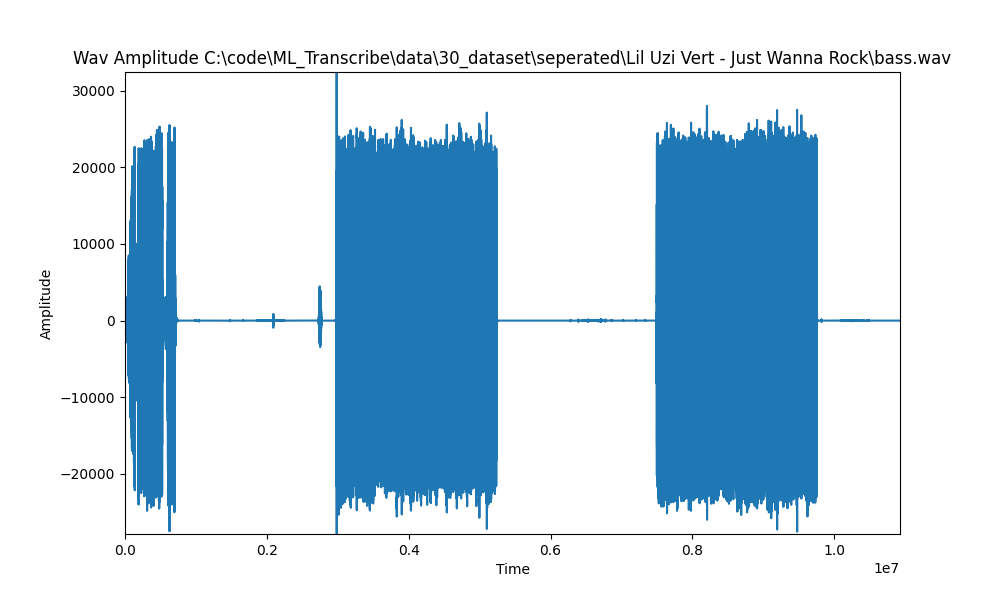 Wav Amplitude C:\code\ML_Transcribe\data\30_dataset\seperated\Lil Uzi Vert - Just Wanna Rock\bass.wav
30000
20000
10000
0
−10000
−20000
Amplitude
0.0 0.2 0.4 0.6 0.8 1.0
1e7
Time